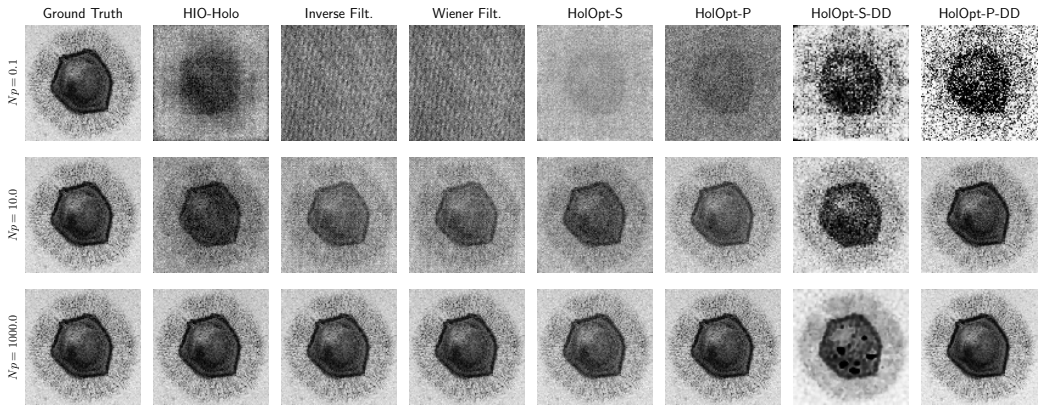 Ground Truth HIO-Holo Inverse Filt. Wiener Filt. HolOpt-S HolOpt-P HolOpt-S-DD HolOpt-P-DD
Np = 0.1
Np = 10.0
Np = 1000.0